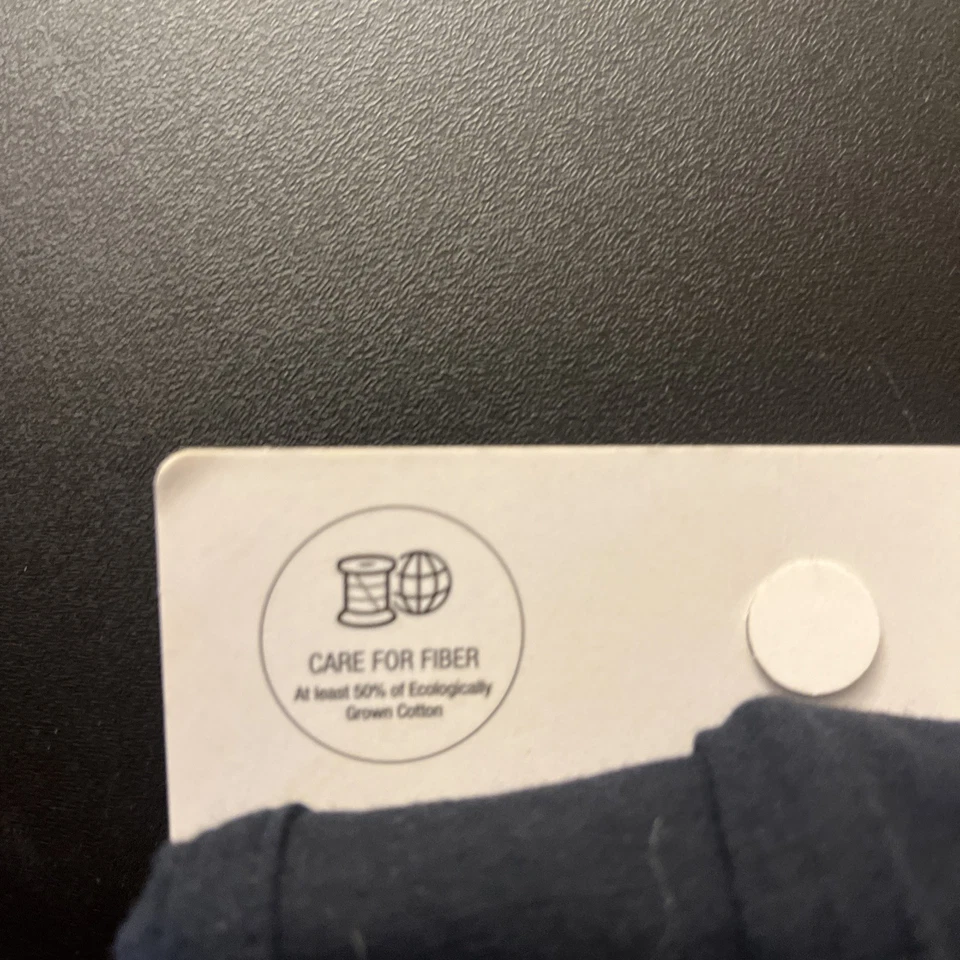 CARE FOR FIBER
At least 50% of Ecologically
Grown Cotton